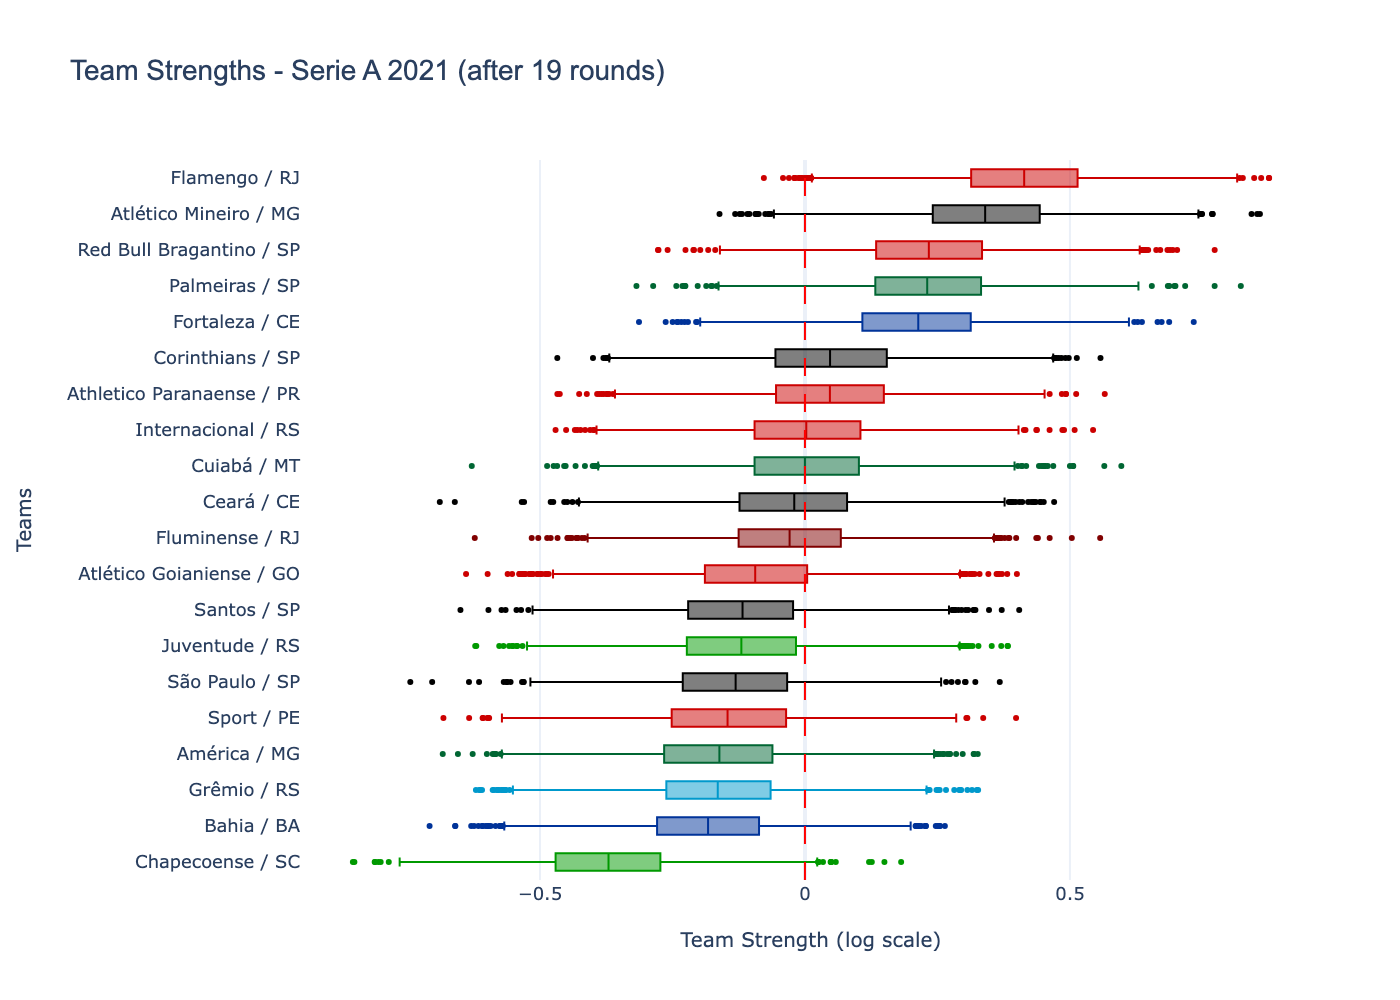 Team Strengths - Serie A 2021 (after 19 rounds)
Flamengo / RJ
Atlético Mineiro / MG
Red Bull Bragantino / SP
Palmeiras / SP
Fortaleza / CE
Corinthians / SP
Athletico Paranaense / PR
Internacional / RS
Cuiabá / MT
Ceará / CE
Fluminense / RJ
Atlético Goianiense / GO
Santos / SP
Juventude / RS
São Paulo / SP
Sport / PE
América / MG
Grêmio / RS
Bahia / BA
Chapecoense / SC
Teams
−0.5 0 0.5
Team Strength (log scale)